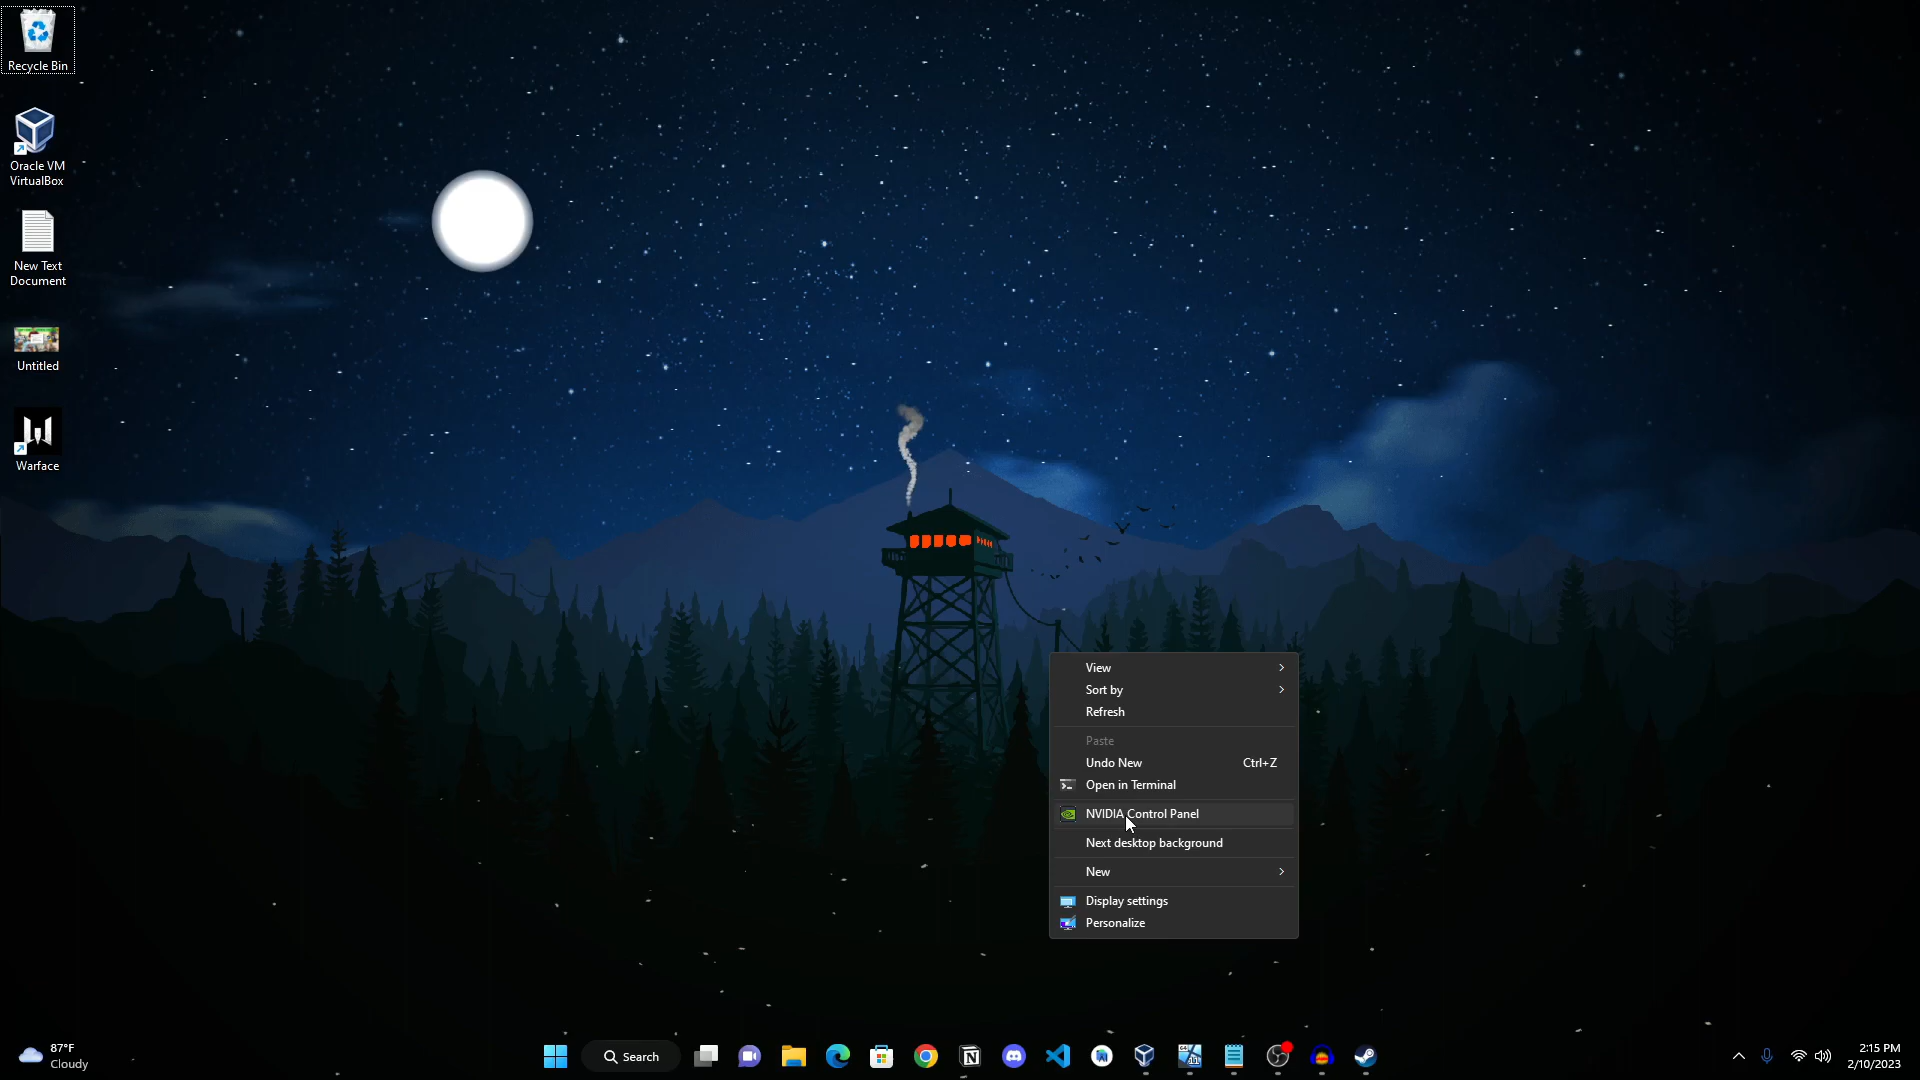 Recycle Bin
Oracle VM
VirtualBox
New Text
Document
Untitled
Warface
View
Sort by
Refresh
Paste
Undo New Ctrl+Z
Open in Terminal
NVIDIA Control Panel
Next desktop background
New
Display settings
Personalize
87°F
Cloudy
Search
2:15 PM
2/10/2023